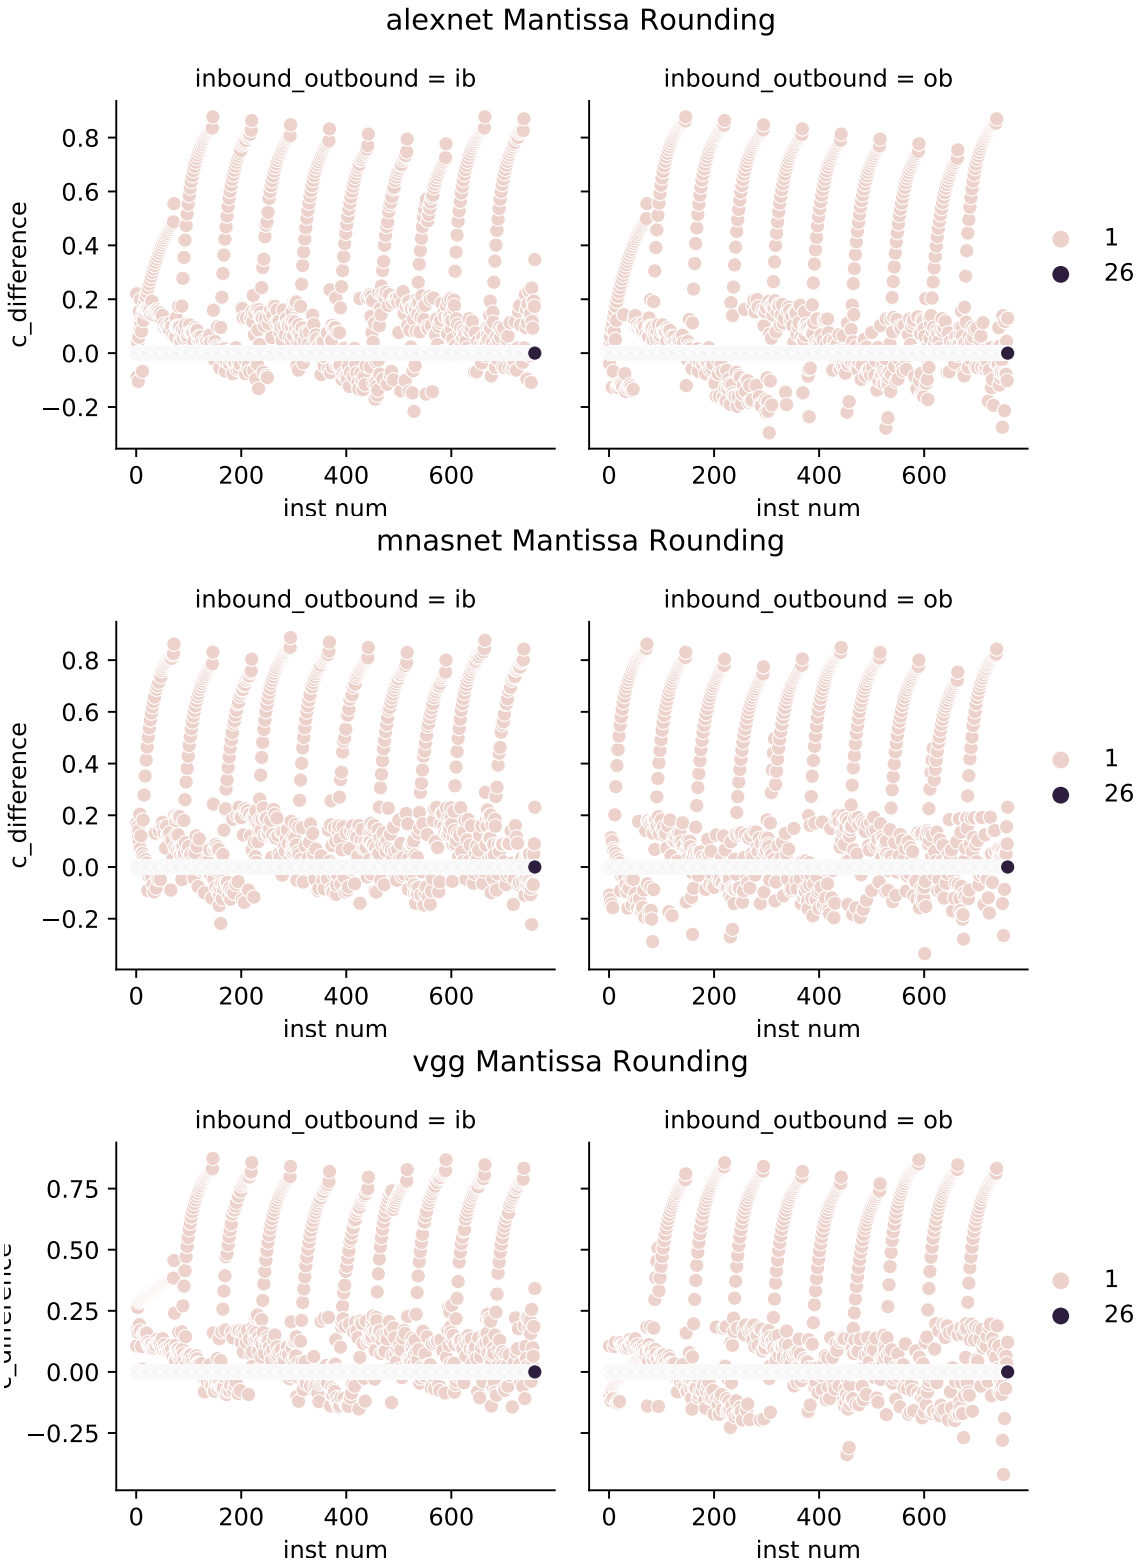 alexnet Mantissa Rounding
inbound_outbound = ib
inbound_outbound = ob
c_difference
0.8
0.6
0.4
0.2
0.0
−0.2
0 200 400 600
0 200 400 600
inst num
inst num
1
26
mnasnet Mantissa Rounding
inbound_outbound = ib
inbound_outbound = ob
c_difference
0.8
0.6
0.4
0.2
0.0
−0.2
0 200 400 600
0 200 400 600
inst num
inst num
1
26
vgg Mantissa Rounding
inbound_outbound = ib
inbound_outbound = ob
c_difference
0.75
0.50
0.25
0.00
−0.25
0 200 400 600
0 200 400 600
inst num
inst num
1
26